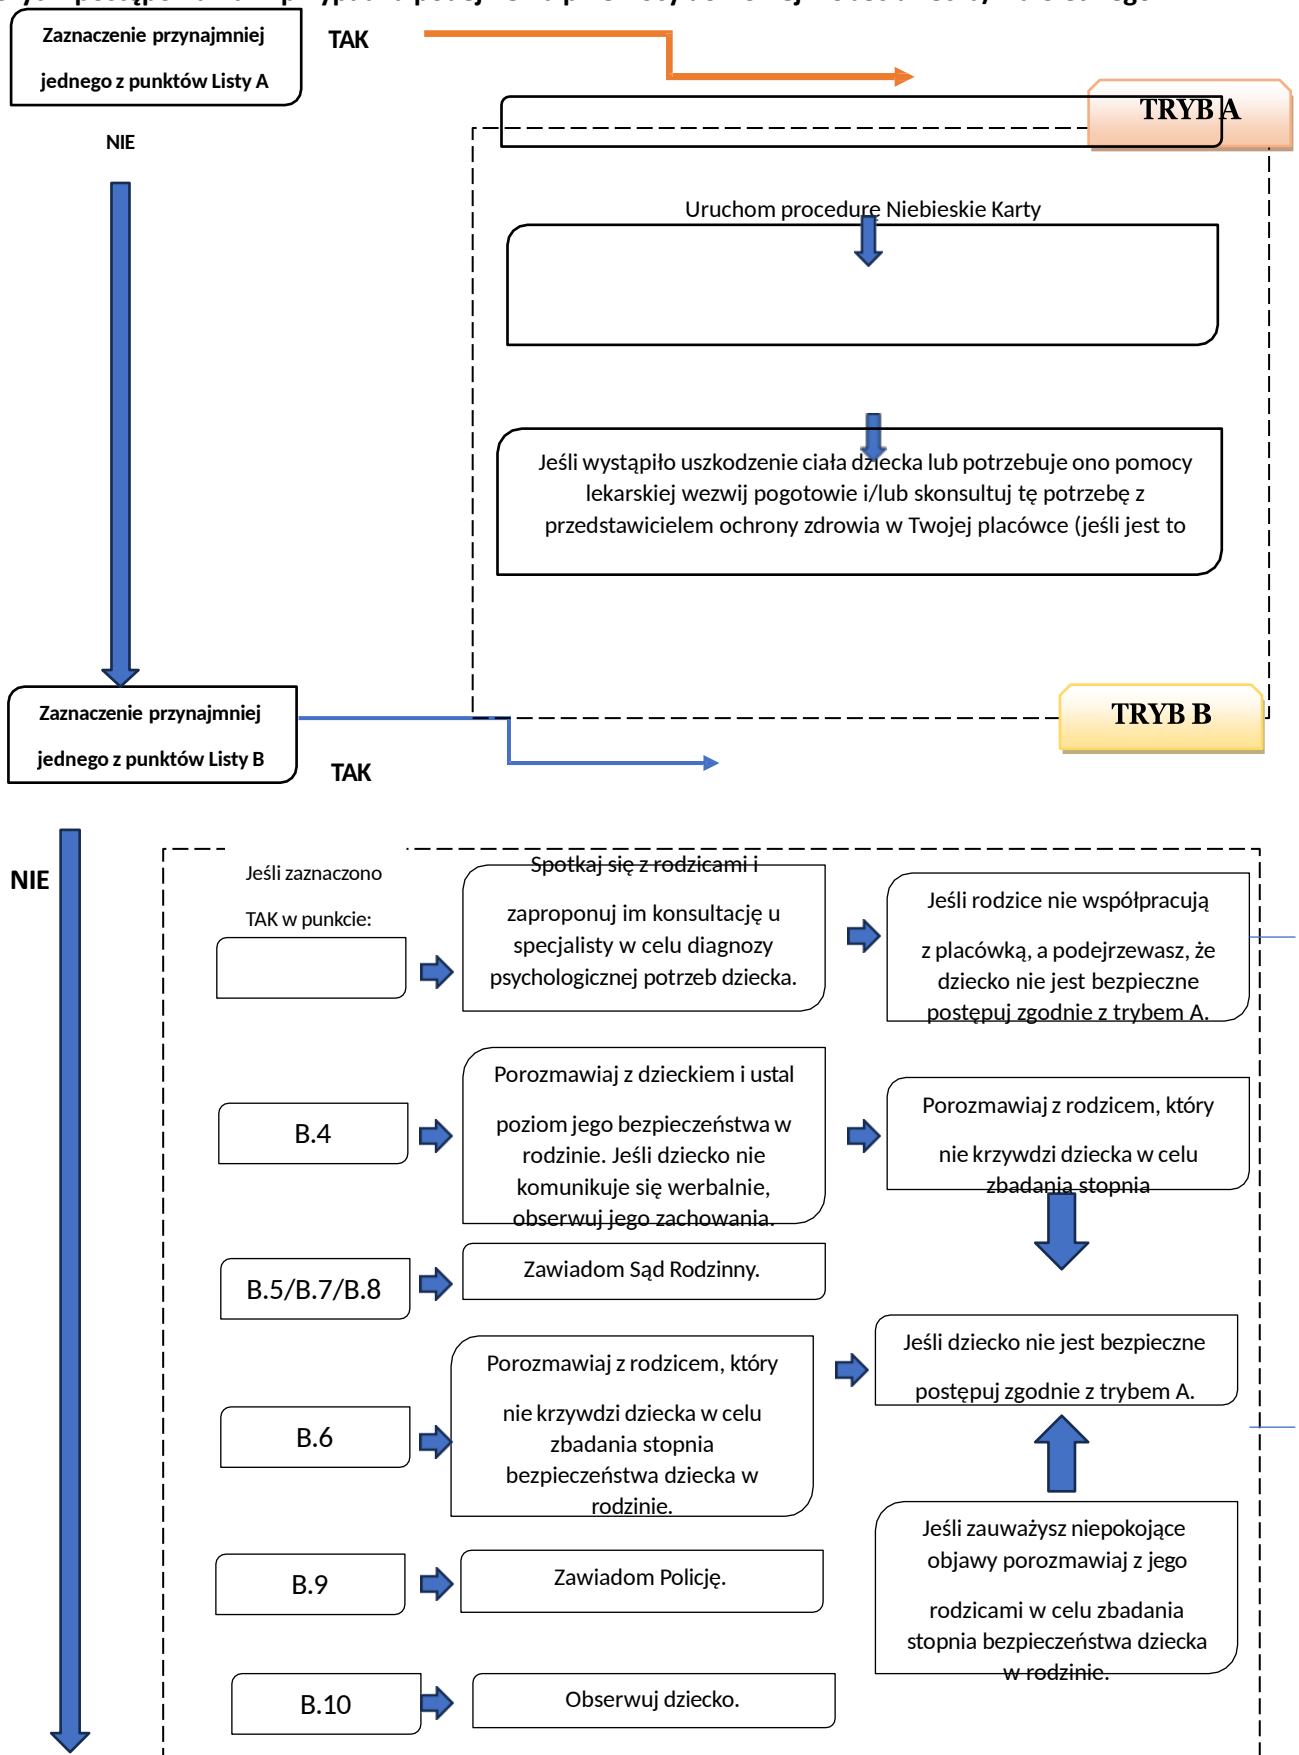 Zaznaczenie przynajmniej
jednego z punktów Listy A
TAK
TRYB A
NIE
Uruchom procedurę Niebieskie Karty
Jeśli wystąpiło uszkodzenie ciała dziecka lub potrzebuje ono pomocy
lekarskiej wezwij pogotowie i/lub skonsultuj tę potrzebę z
przedstawicielem ochrony zdrowia w Twojej placówce (jeśli jest to
Zaznaczenie przynajmniej
jednego z punktów Listy B
TAK
TRYB B
NIE
Jeśli zaznaczono
TAK w punkcie:
Spotkaj się z rodzicami i
zaproponuj im konsultację u
specjalisty w celu diagnozy
psychologicznej potrzeb dziecka.
Jeśli rodzice nie współpracują
z placówką, a podejrzewasz, że
dziecko nie jest bezpieczne
postępuj zgodnie z trybem A.
B.4
Porozmawiaj z dzieckiem i ustal
poziom jego bezpieczeństwa w
rodzinie. Jeśli dziecko nie
komunikuje się werbalnie,
obserwuj jego zachowania.
Porozmawiaj z rodzicem, który
nie krzywdzi dziecka w celu
zbadania stopnia
B.5/B.7/B.8
Zawiadom Sąd Rodzinny.
B.6
Porozmawiaj z rodzicem, który
nie krzywdzi dziecka w celu
zbadania stopnia
bezpieczeństwa dziecka w
rodzinie.
Jeśli dziecko nie jest bezpieczne
postępuj zgodnie z trybem A.
B.9
Zawiadom Policję.
Jeśli zauważysz niepokojące
objawy porozmawiaj z jego
rodzicami w celu zbadania
stopnia bezpieczeństwa dziecka
w rodzinie.
B.10
Obserwuj dziecko.